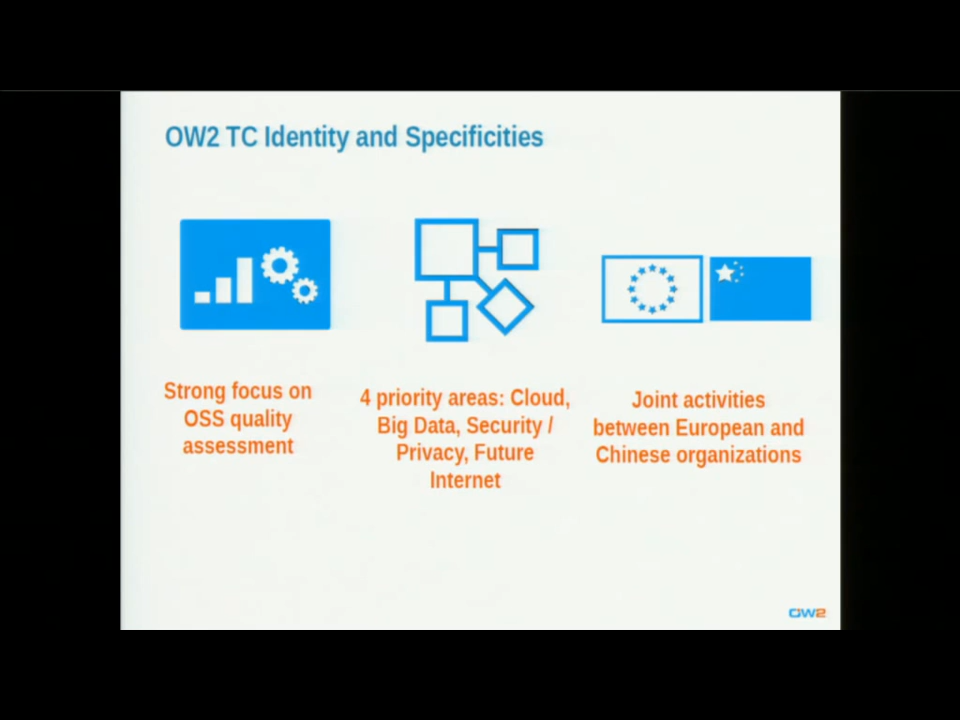 OW2 TC Identity and Specificities
Strong focus on
OSS quality
assessment
4 priority areas: Cloud,
Big Data, Security /
Privacy, Future
Internet
Joint activities
between European and
Chinese organizations
OW2